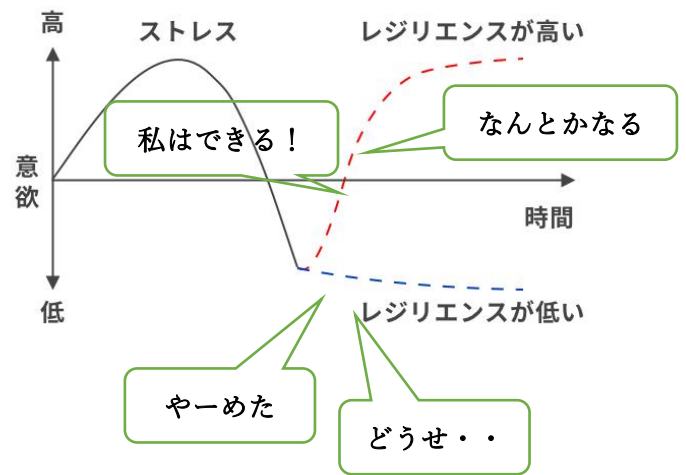 高
ストレス
レジリエンスが高い
私はできる！
なんとかなる
意欲
時間
低
レジリエンスが低い
やーめた
どうせ・・